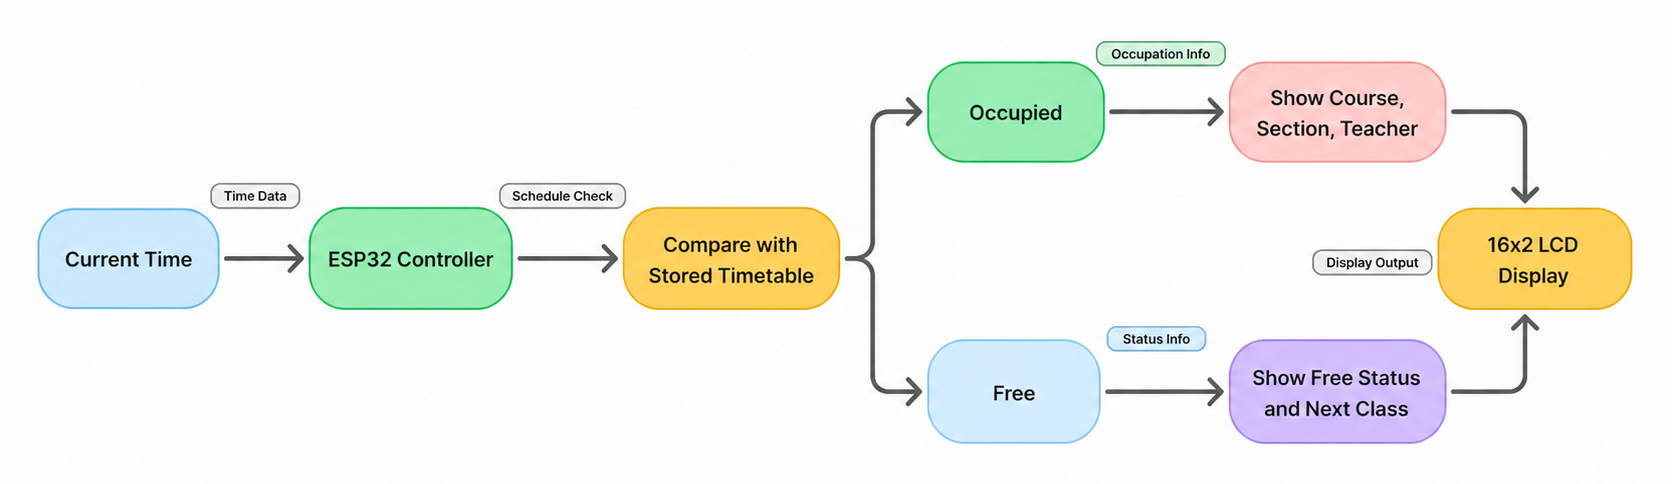 Current Time
Time Data
ESP32 Controller
Schedule Check
Compare with
Stored Timetable
Occupied
Occupation Info
Show Course,
Section, Teacher
Free
Status Info
Show Free Status
and Next Class
Display Output
16x2 LCD
Display